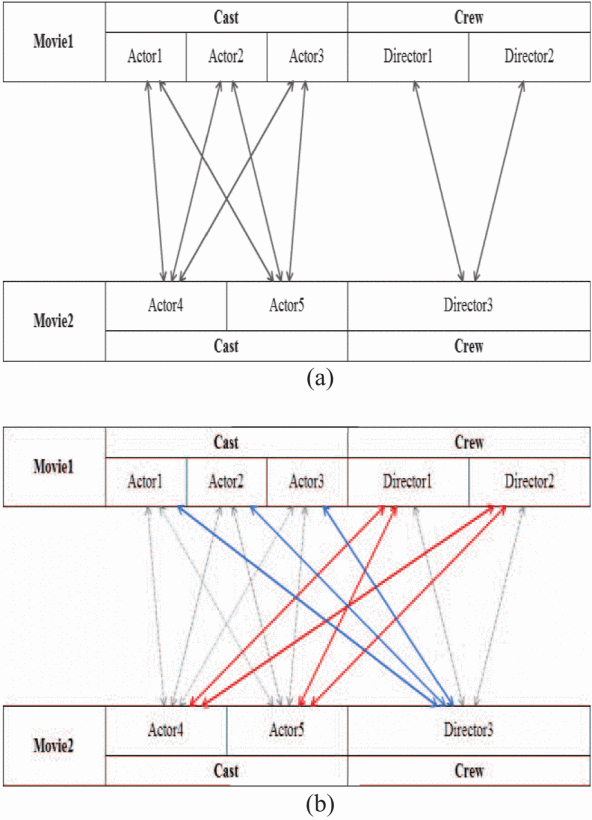 Cast Crew
Movie1
Actor1 Actor2 Actor3 Director1 Director2
Actor4 Actor5 Director3
Movie2
Cast Crew
(a)
Cast Crew
Movie1
Actor1 Actor2 Actor3 Director1 Director2
Actor4 Actor5 Director3
Movie2
Cast Crew
(b)